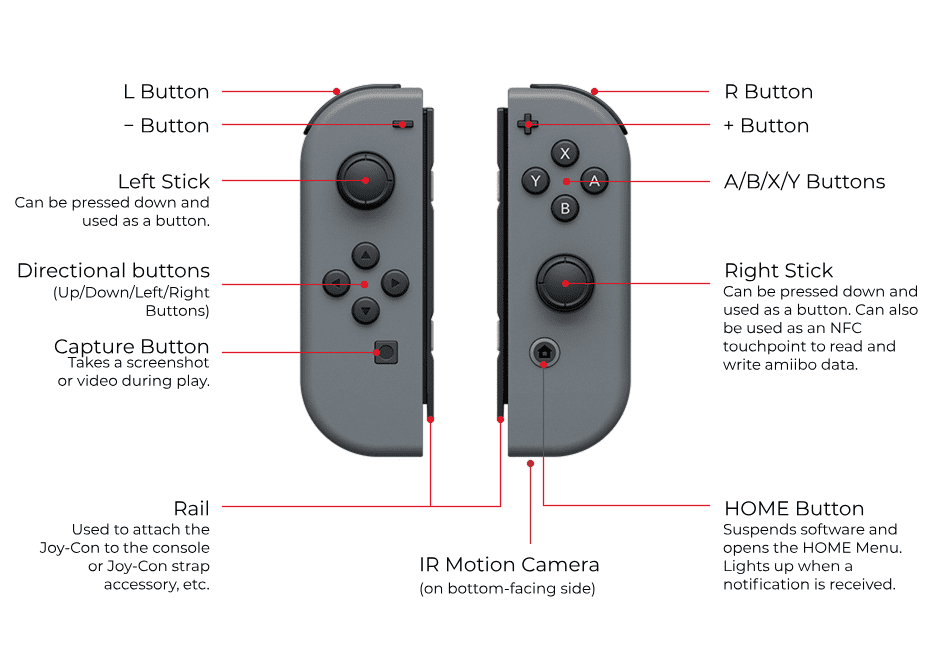 L Button
− Button
Left Stick
Can be pressed down and
used as a button.
Directional buttons
(Up/Down/Left/Right
Buttons)
Capture Button
Takes a screenshot
or video during play.
Rail
Used to attach the
Joy-Con to the console
or Joy-Con strap
accessory, etc.
X
Y
A
B
IR Motion Camera
(on bottom-facing side)
R Button
+ Button
A/B/X/Y Buttons
Right Stick
Can be pressed down and
used as a button. Can also
be used as an NFC
touchpoint to read and
write amiibo data.
HOME Button
Suspends software and
opens the HOME Menu.
Lights up when a
notification is received.